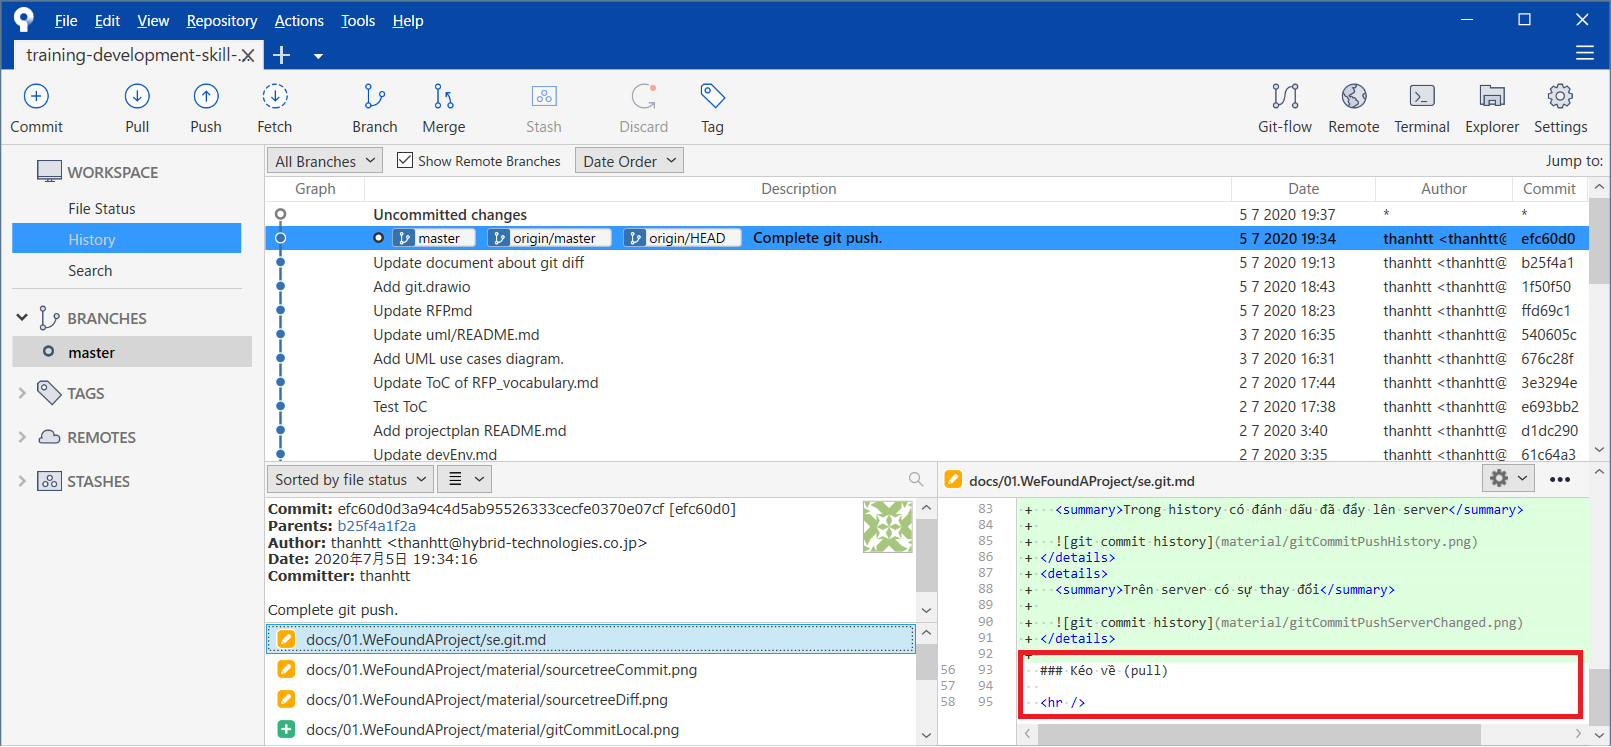 File Edit View Repository Actions Tools Help
training-development-skill-...
Commit Pull Push Fetch Branch Merge Stash Discard Tag Git-flow Remote Terminal Explorer Settings
WORKSPACE
File Status
History
Search
BRANCHES
master
TAGS
REMOTES
STASHES
All Branches Show Remote Branches Date Order Jump to:
Graph Description Date Author Commit
Uncommitted changes 5 7 2020 19:37 * *
master origin/master origin/HEAD Complete git push. 5 7 2020 19:34 thanhtt <thanhtt@ efc60d0
Update document about git diff 5 7 2020 19:13 thanhtt <thanhtt@ b25f4a1
Add git.drawio 5 7 2020 18:43 thanhtt <thanhtt@ 1f50f50
Update RFP.md 5 7 2020 18:23 thanhtt <thanhtt@ ffd69c1
Update uml/README.md 3 7 2020 16:35 thanhtt <thanhtt@ 540605c
Add UML use cases diagram. 3 7 2020 16:31 thanhtt <thanhtt@ 676c28f
Update ToC of RFP_vocabulary.md 2 7 2020 17:44 thanhtt <thanhtt@ 3e3294e
Test ToC 2 7 2020 17:38 thanhtt <thanhtt@ e693bb2
Add projectplan README.md 2 7 2020 3:40 thanhtt <thanhtt@ d1dc290
Update devEnv.md 2 7 2020 3:35 thanhtt <thanhtt@ 61c64a3
Sorted by file status
Commit: efc60d0d3a94c4d5ab95526333cecfe0370e07cf [efc60d0]
Parents: b25f4a1f2a
Author: thanhtt <thanhtt@hybrid-technologies.co.jp>
Date: 2020年7月5日 19:34:16
Committer: thanhtt
Complete git push.
docs/01.WeFoundAProject/se.git.md
docs/01.WeFoundAProject/material/sourcetreeCommit.png
docs/01.WeFoundAProject/material/sourcetreeDiff.png
docs/01.WeFoundAProject/material/gitCommitLocal.png
docs/01.WeFoundAProject/se.git.md
83 + <summary>Trong history có đánh dấu đã đẩy lên server</summary>
84 +
85 + ![git commit history](material/gitCommitPushHistory.png)
86 + </details>
87 + <details>
88 + <summary>Trên server có sự thay đổi</summary>
89 +
90 + ![git commit history](material/gitCommitPushServerChanged.png)
91 + </details>
92 +
56 93 ### Kéo về (pull)
57 94
58 95 <hr />